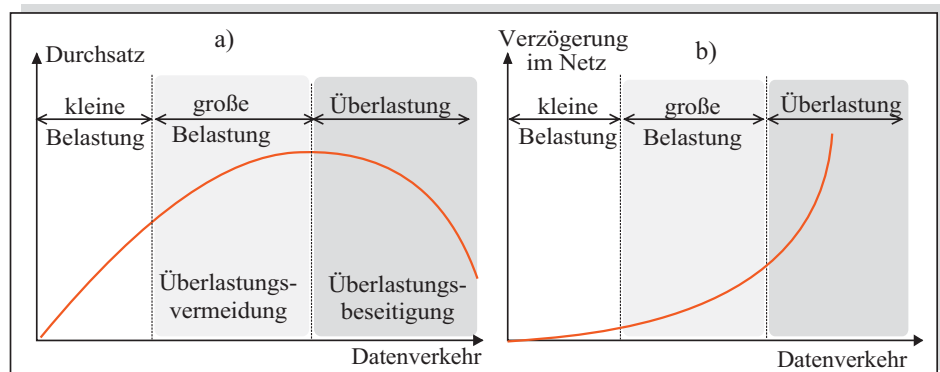 a)
Durchsatz
kleine
Belastung
große
Belastung
Überlastung
Überlastungs-
vermeidung
Überlastungs-
beseitigung
Datenverkehr
b)
Verzögerung
im Netz
kleine
Belastung
große
Belastung
Überlastung
Datenverkehr